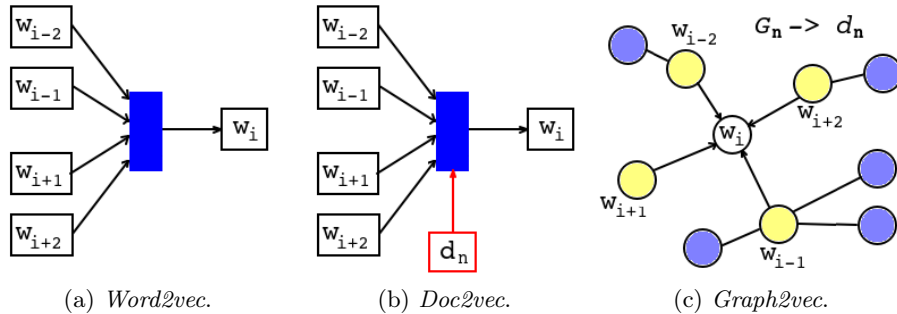 w_{i-2}
w_{i-1}
w_{i+1}
w_{i+2}
w_i
(a) Word2vec.
w_{i-2}
w_{i-1}
w_{i+1}
w_{i+2}
w_i
d_n
(b) Doc2vec.
G_n -> d_n
w_{i-2}
w_{i+2}
w_i
w_{i+1}
w_{i-1}
(c) Graph2vec.